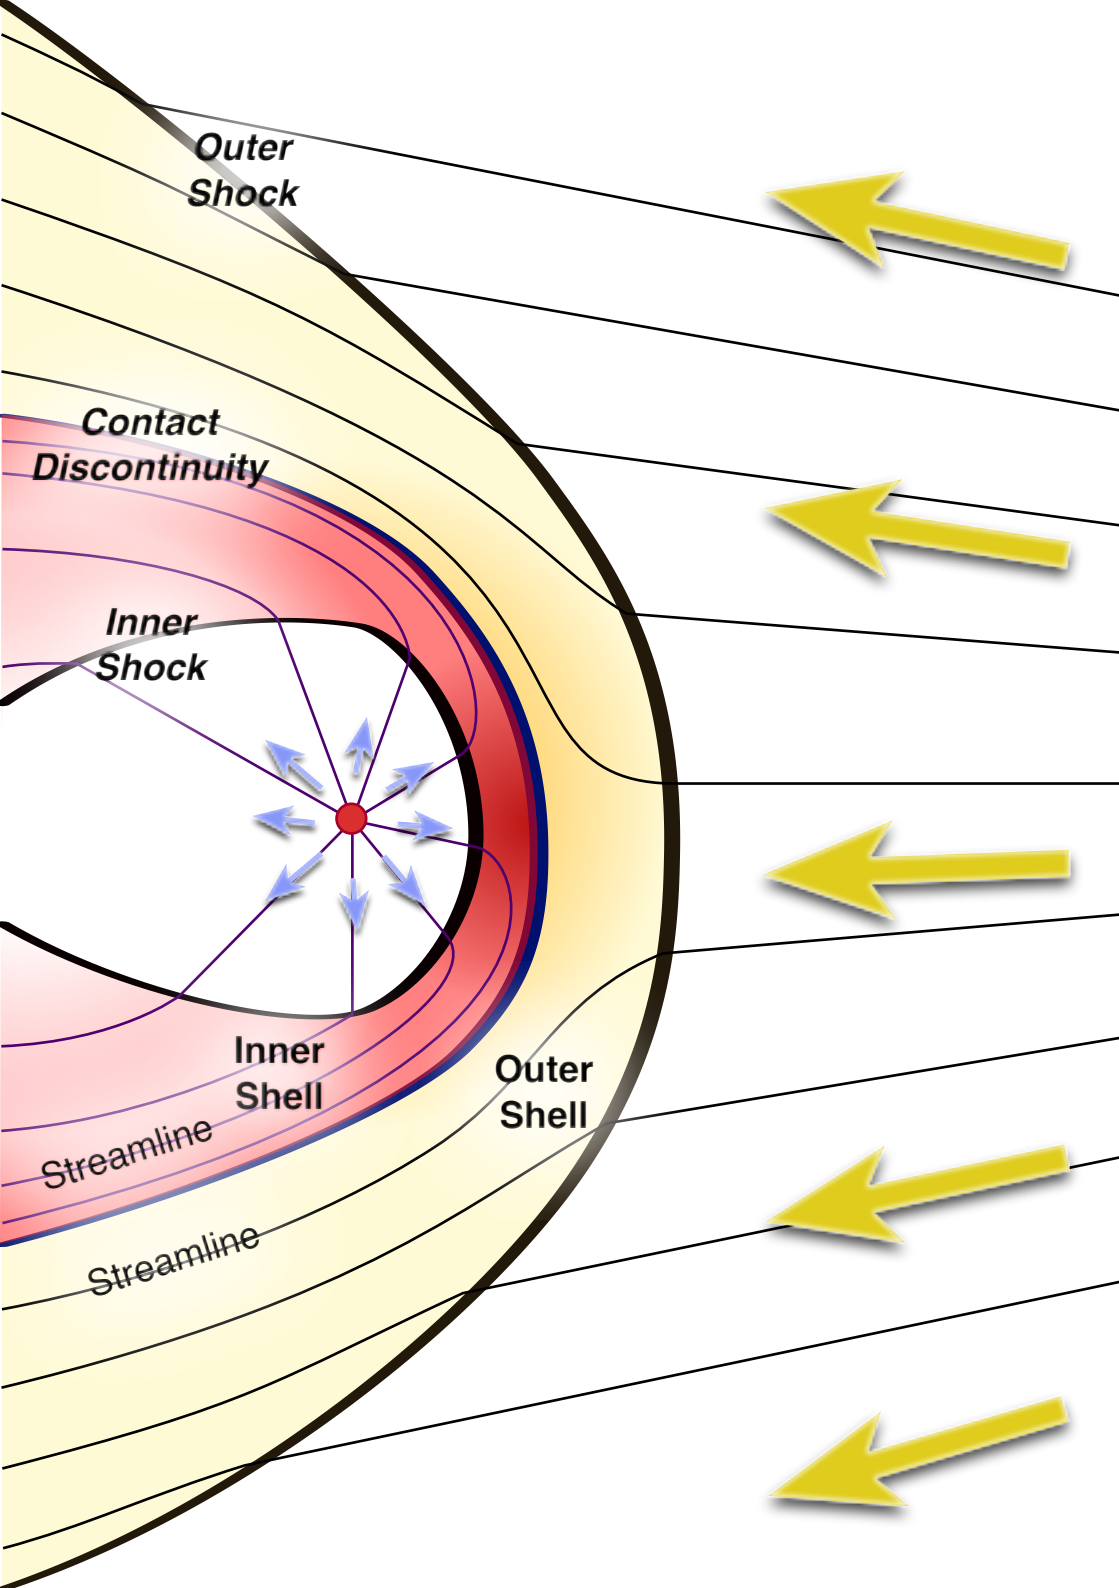 Outer
Shock
Contact
Discontinuity
Inner
Shock
Inner
Shell
Outer
Shell
Streamline
Streamline